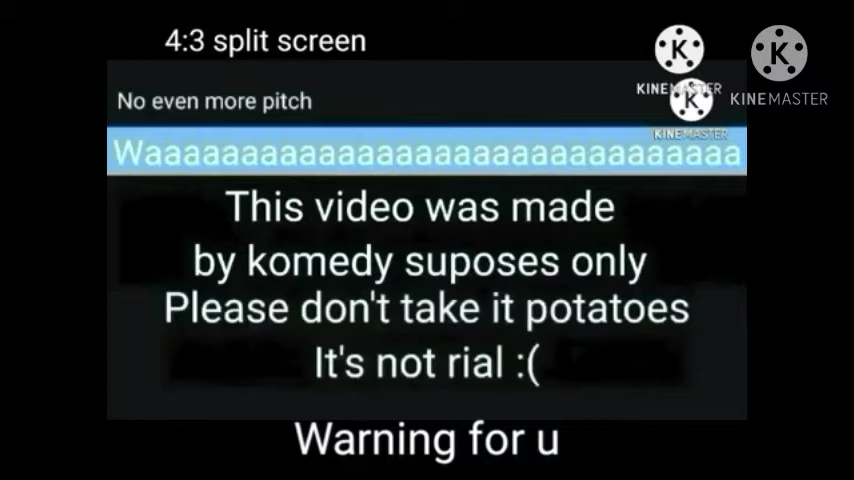 4:3 split screen
KINEMASTER
KINEMASTER
No even more pitch
KINEMASTER
Waaaaaaaaaaaaaaaaaaaaaaaaaaaaaaaa
This video was made
by komedy suposes only
Please don't take it potatoes
It's not rial :(
Warning for u